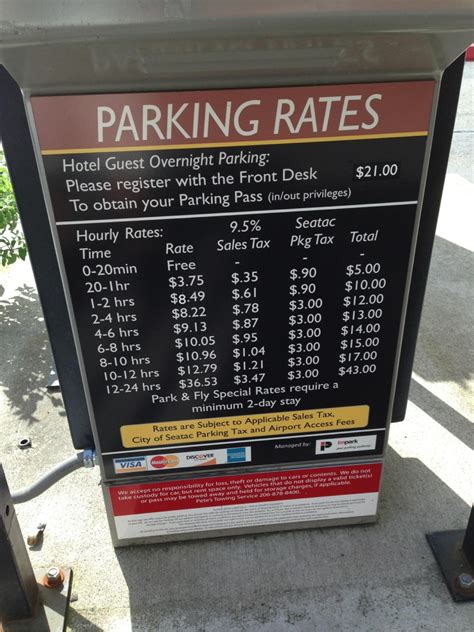 PARKING RATES
Hotel Guest Overnight Parking:
Please register with the Front Desk $21.00
To obtain your Parking Pass (in/out privileges)
Hourly Rates: 9.5% Seatac
Time Rate Sales Tax Pkg Tax Total
0-20min Free - - -
20-1hr $3.75 $.35 $.90 $5.00
1-2 hrs $8.49 $.61 $.90 $10.00
2-4 hrs $8.22 $.78 $3.00 $12.00
4-6 hrs $9.13 $.87 $3.00 $13.00
6-8 hrs $10.05 $.95 $3.00 $14.00
8-10 hrs $10.96 $1.04 $3.00 $15.00
10-12 hrs $12.79 $1.21 $3.00 $17.00
12-24 hrs $36.53 $3.47 $3.00 $43.00
Park & Fly Special Rates require a
minimum 2-day stay
Rates are Subject to Applicable Sales Tax,
City of Seatac Parking Tax and Airport Access Fees
VISA MasterCard DISCOVER
Managed by: impark
We accept no responsibility for loss, theft or damage to cars or contents. We do not
take custody for car, but rent space only. Vehicles that do not display a valid ticket(s)
or pass may be towed away and held for storage charges, if applicable.
Pete's Towing Service 206-878-8400.